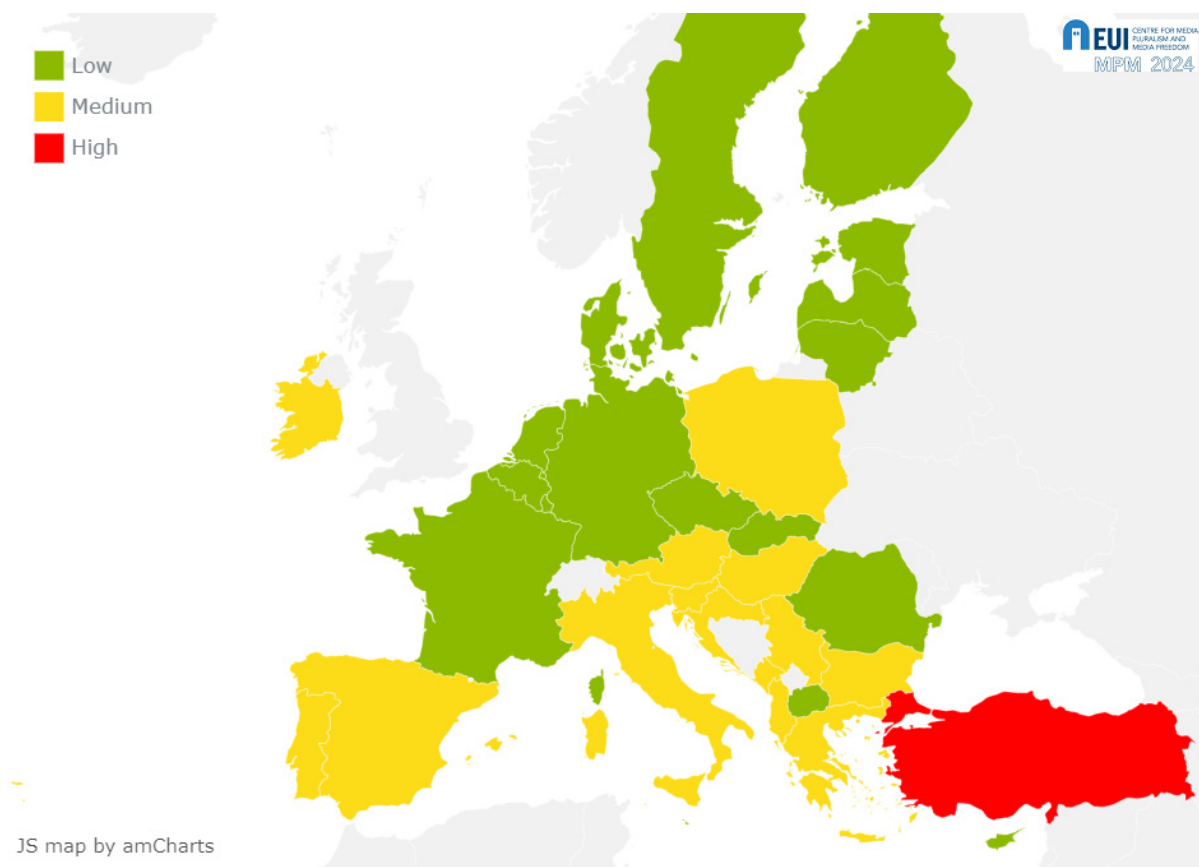 Low
Medium
High
EUI
CENTRE FOR MEDIA
PLURALISM AND
MEDIA FREEDOM
MPM 2024
JS map by amCharts